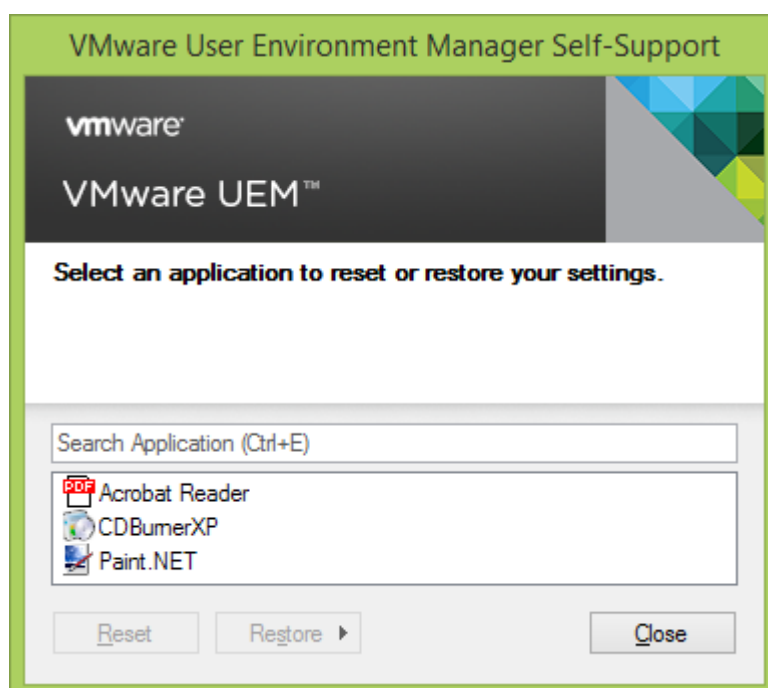 VMware User Environment Manager Self-Support
vmware
VMware UEM™
Select an application to reset or restore your settings.
Search Application (Ctrl+E)
PDF Acrobat Reader
CDBurnerXP
Paint.NET
Reset Restore Close